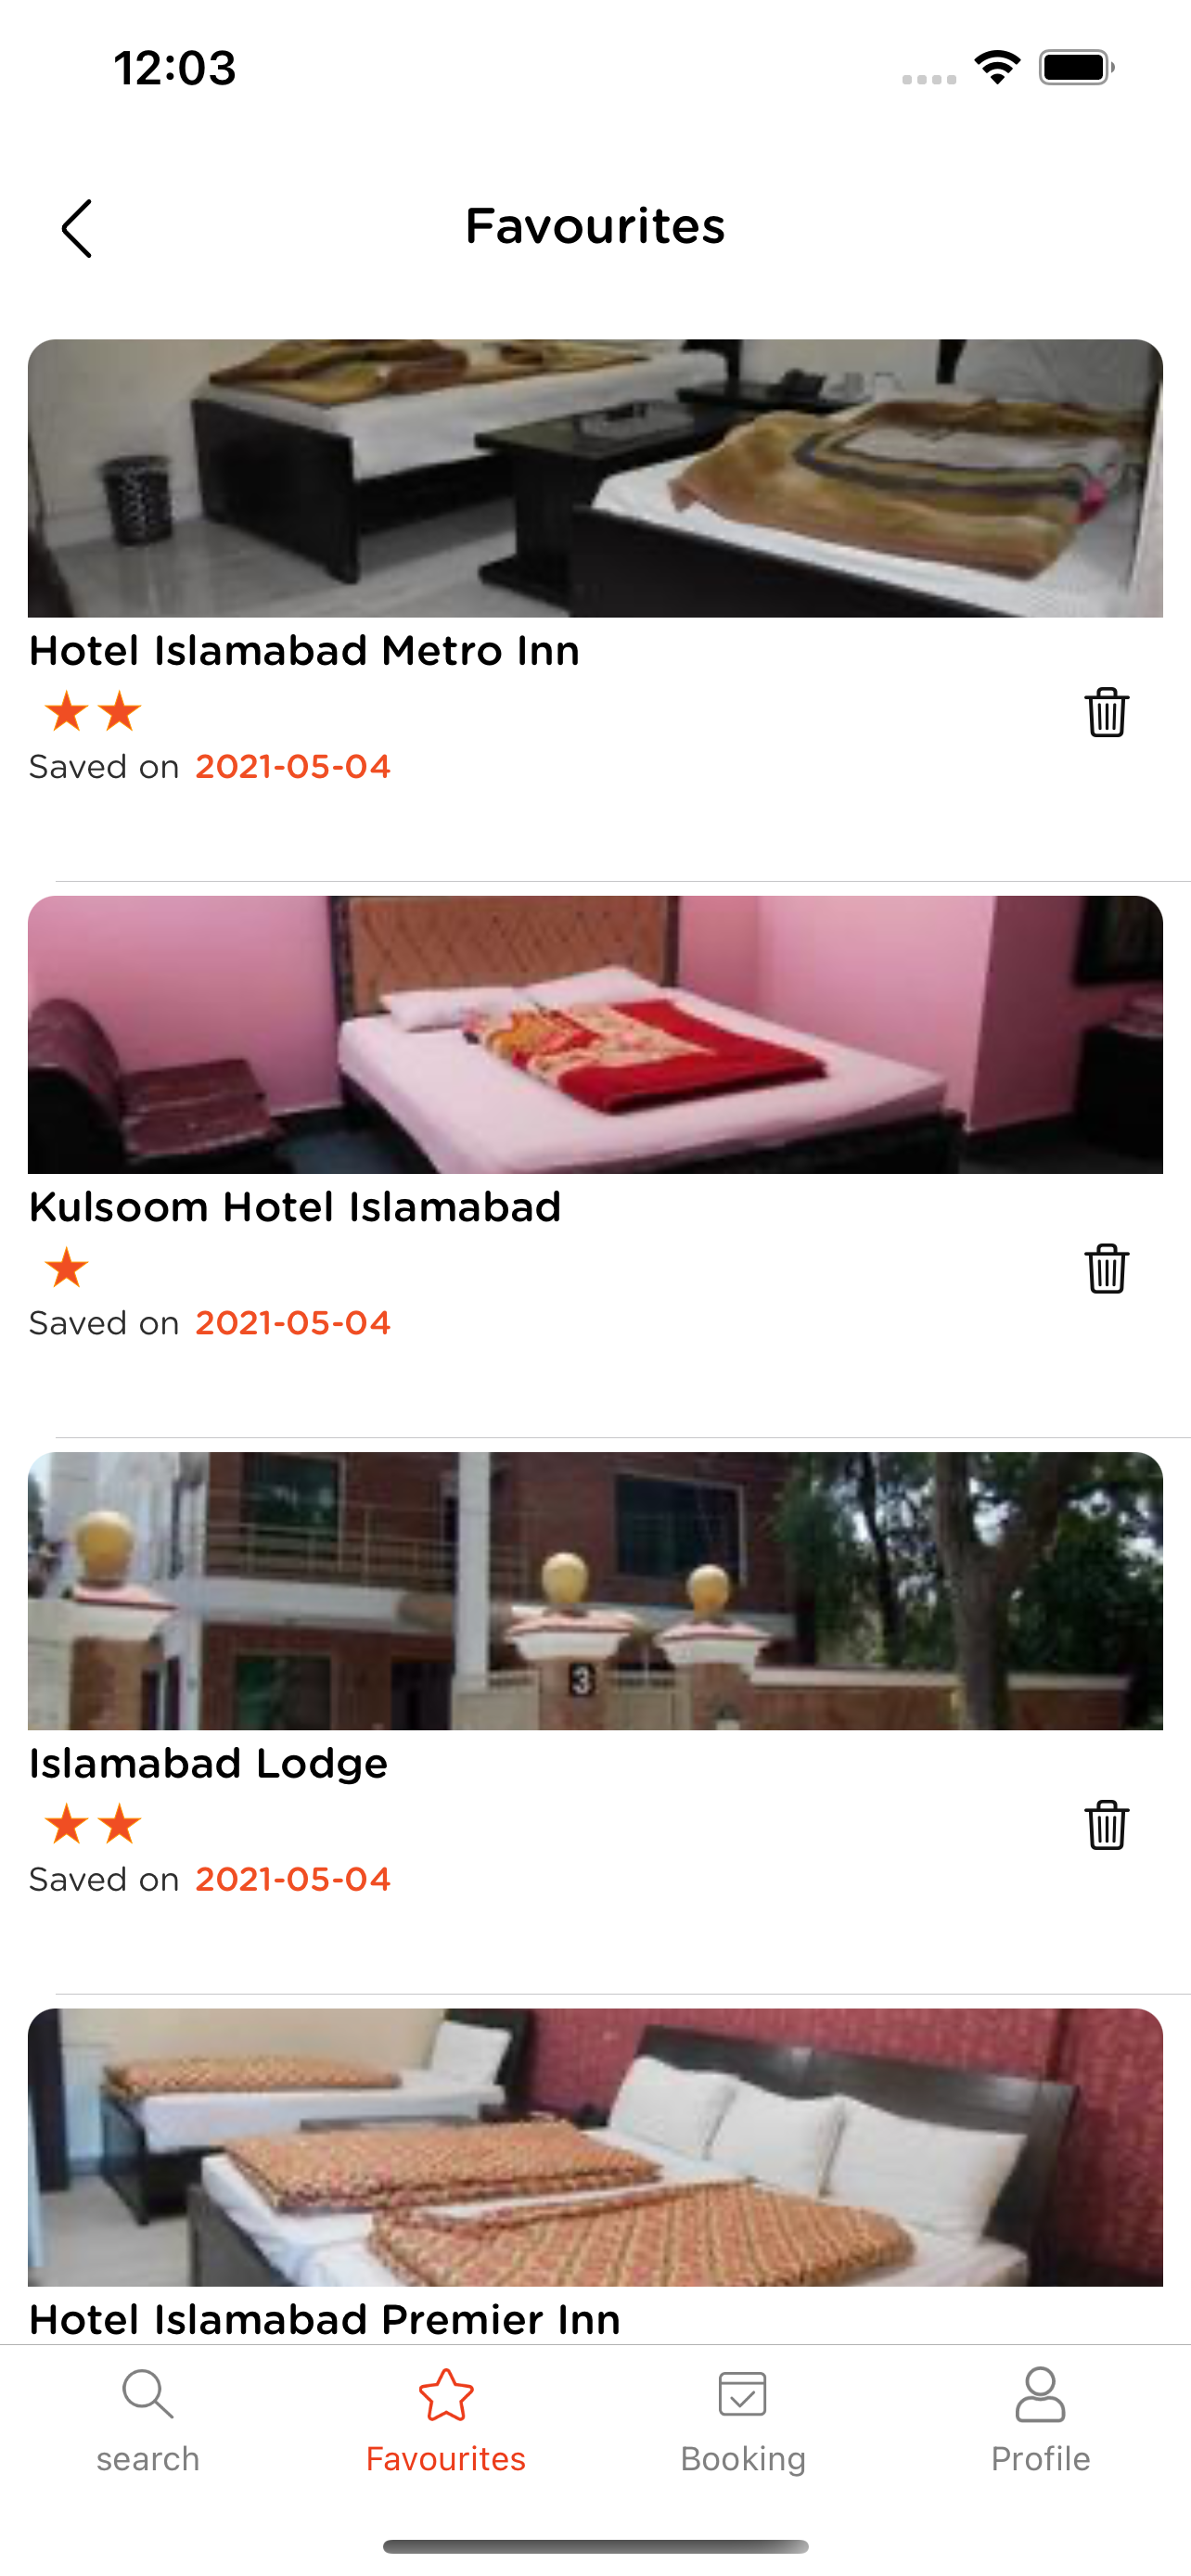 12:03
Favourites
Hotel Islamabad Metro Inn
Saved on 2021-05-04
Kulsoom Hotel Islamabad
Saved on 2021-05-04
3
Islamabad Lodge
Saved on 2021-05-04
Hotel Islamabad Premier Inn
search
Favourites
Booking
Profile